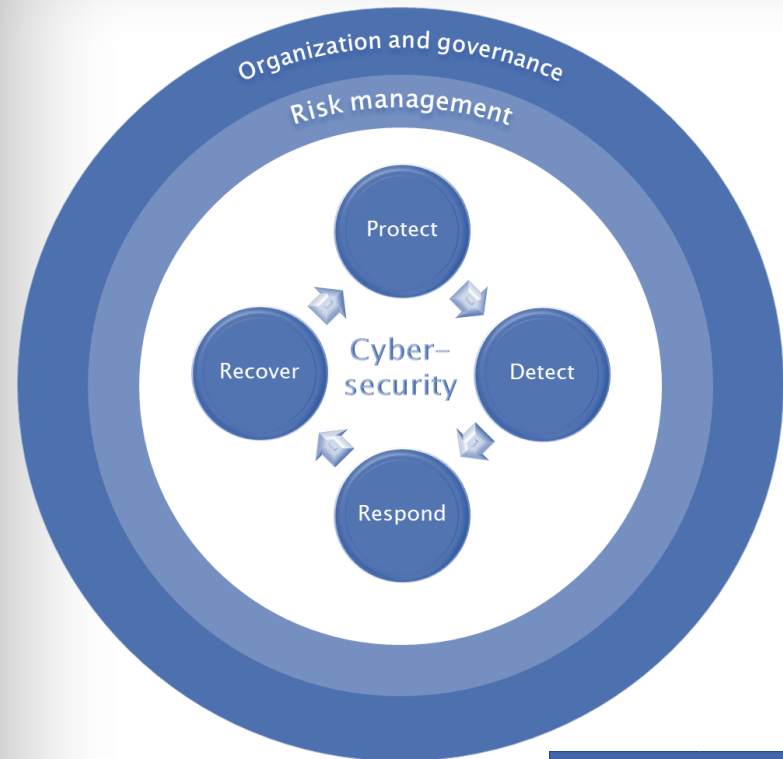 Organization and governance
Risk management
Protect
Cyber-
security
Recover
Detect
Respond